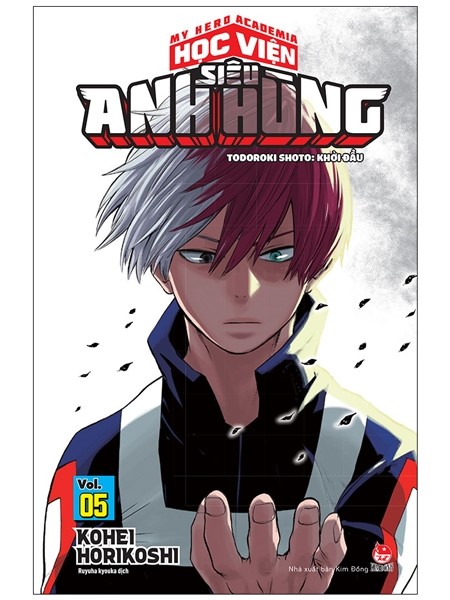 MY HERO ACADEMIA
HỌC VIỆN
SIÊU
ANH HÙNG
TODOROKI SHOTO: KHỞI ĐẦU
Vol.
05
KOHEI
HORIKOSHI
Ruyuha kyouka dịch
Nhà xuất bản Kim Đồng